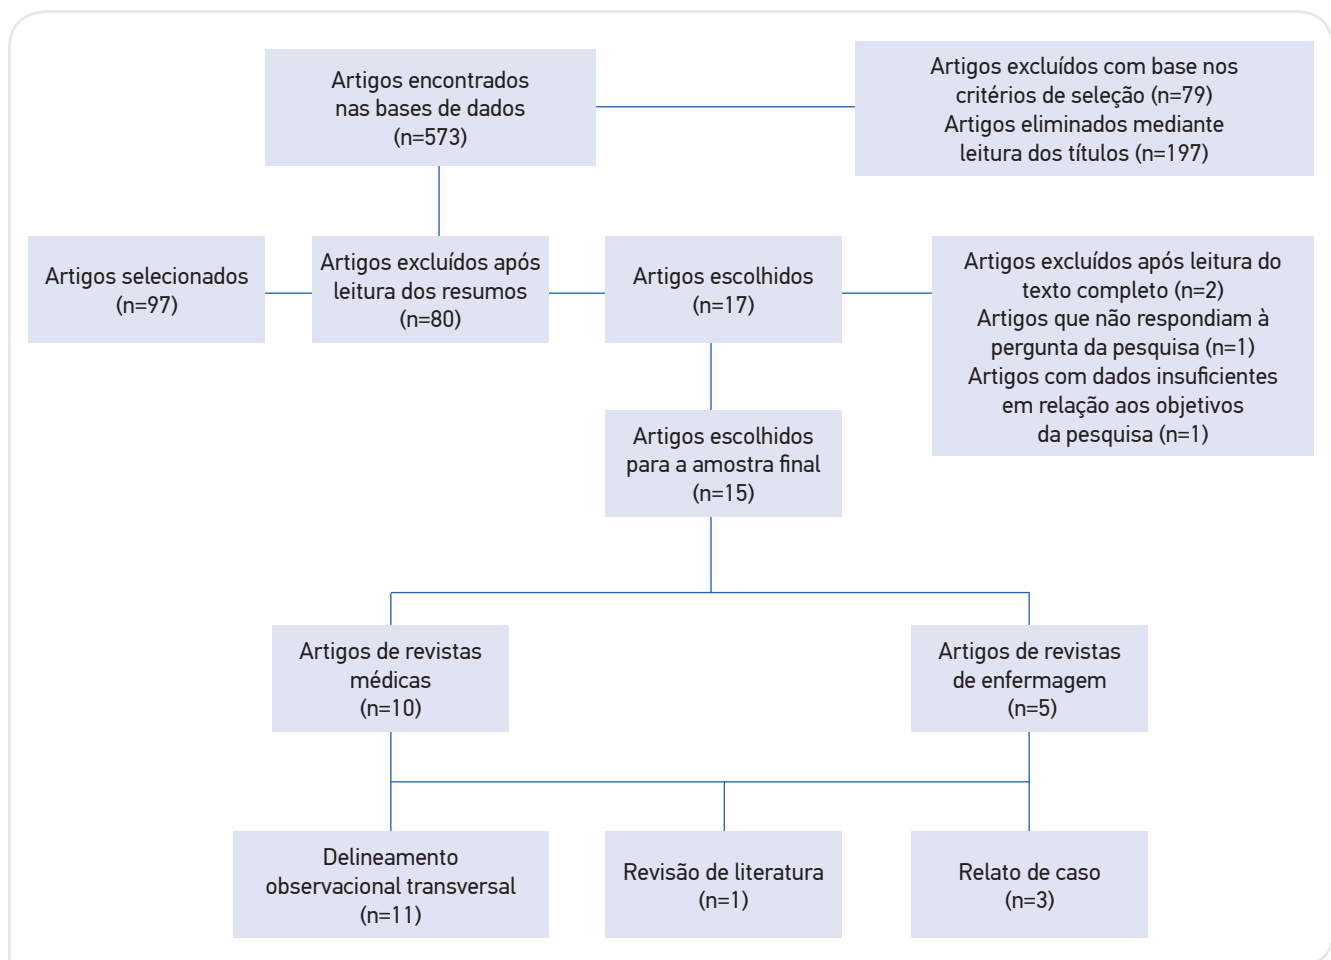 Artigos encontrados
nas bases de dados
(n=573)
Artigos excluídos com base nos
critérios de seleção (n=79)
Artigos eliminados mediante
leitura dos títulos (n=197)
Artigos selecionados
(n=97)
Artigos excluídos após
leitura dos resumos
(n=80)
Artigos escolhidos
(n=17)
Artigos excluídos após leitura do
texto completo (n=2)
Artigos que não respondiam à
pergunta da pesquisa (n=1)
Artigos com dados insuficientes
em relação aos objetivos
da pesquisa (n=1)
Artigos escolhidos
para a amostra final
(n=15)
Artigos de revistas
médicas
(n=10)
Artigos de revistas
de enfermagem
(n=5)
Delineamento
observacional transversal
(n=11)
Revisão de literatura
(n=1)
Relato de caso
(n=3)